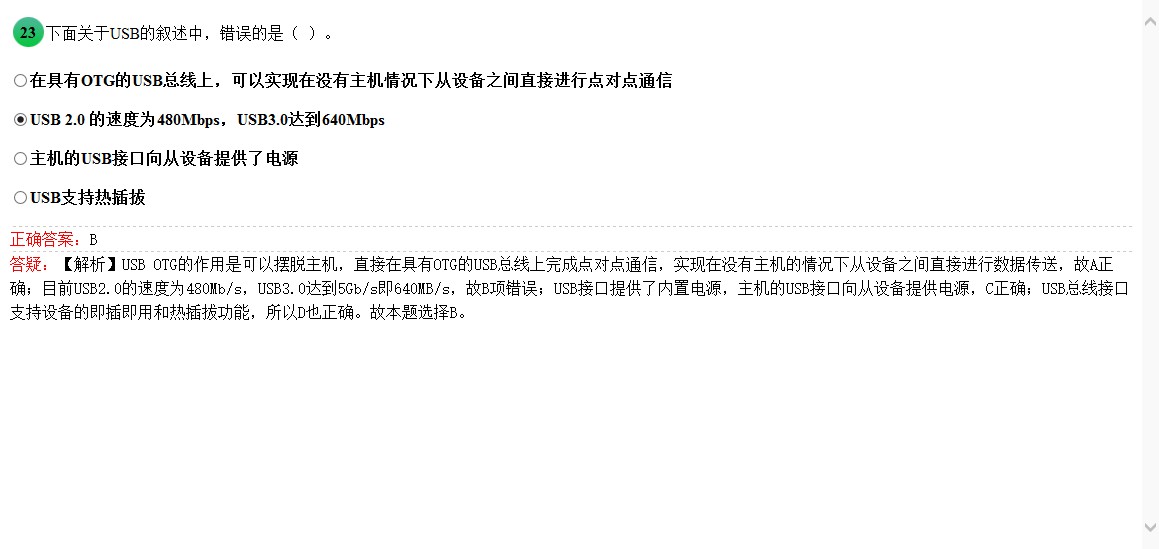 23 下面关于USB的叙述中，错误的是（ ）。
在具有OTG的USB总线上，可以实现在没有主机情况下从设备之间直接进行点对点通信
USB 2.0 的速度为480Mbps，USB3.0达到640Mbps
主机的USB接口向从设备提供了电源
USB支持热插拔
正确答案：B
答疑：【解析】USB OTG的作用是可以摆脱主机，直接在具有OTG的USB总线上完成点对点通信，实现在没有主机的情况下从设备之间直接进行数据传送，故A正
确；目前USB2.0的速度为480Mb/s，USB3.0达到5Gb/s即640MB/s，故B项错误；USB接口提供了内置电源，主机的USB接口向从设备提供电源，C正确；USB总线接口
支持设备的即插即用和热插拔功能，所以D也正确。故本题选择B。